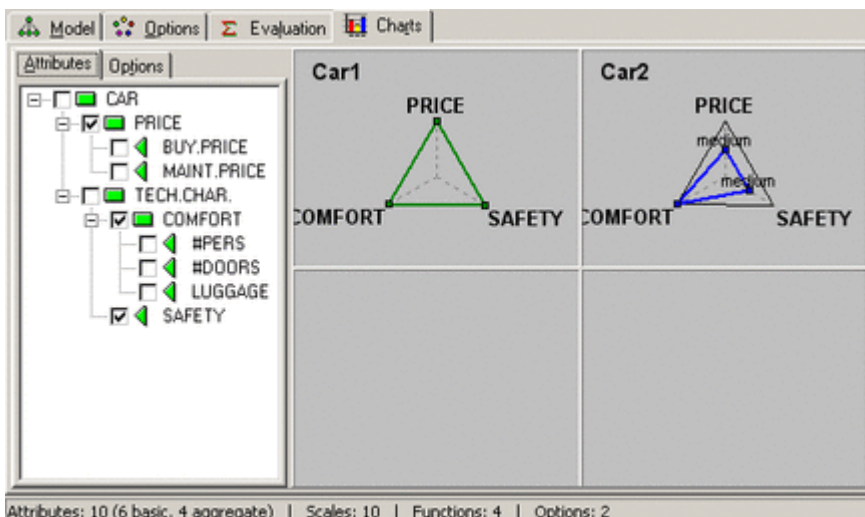 Model Options Σ Evaluation Charts
Attributes Options
CAR
PRICE
BUY.PRICE
MAINT.PRICE
TECH.CHAR.
COMFORT
#PERS
#DOORS
LUGGAGE
SAFETY
Car1
PRICE
COMFORT SAFETY
Car2
PRICE
medium
medium
COMFORT SAFETY
Attributes: 10 (6 basic, 4 aggregate) | Scales: 10 | Functions: 4 | Options: 2